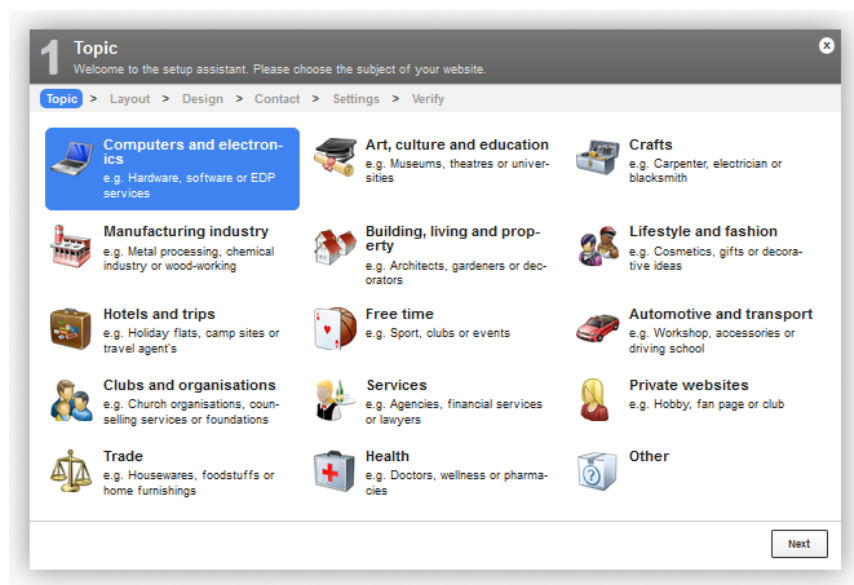 1 Topic
Welcome to the setup assistant. Please choose the subject of your website.
Topic > Layout > Design > Contact > Settings > Verify
Computers and electron-
ics
e.g. Hardware, software or EDP
services
Art, culture and education
e.g. Museums, theatres or univer-
sities
Crafts
e.g. Carpenter, electrician or
blacksmith
Manufacturing industry
e.g. Metal processing, chemical
industry or wood-working
Building, living and prop-
erty
e.g. Architects, gardeners or dec-
orators
Lifestyle and fashion
e.g. Cosmetics, gifts or decora-
tive ideas
Hotels and trips
e.g. Holiday flats, camp sites or
travel agent's
Free time
e.g. Sport, clubs or events
Automotive and transport
e.g. Workshop, accessories or
driving school
Clubs and organisations
e.g. Church organisations, coun-
selling services or foundations
Services
e.g. Agencies, financial services
or lawyers
Private websites
e.g. Hobby, fan page or club
Trade
e.g. Housewares, foodstuffs or
home furnishings
Health
e.g. Doctors, wellness or pharma-
cies
Other
Next